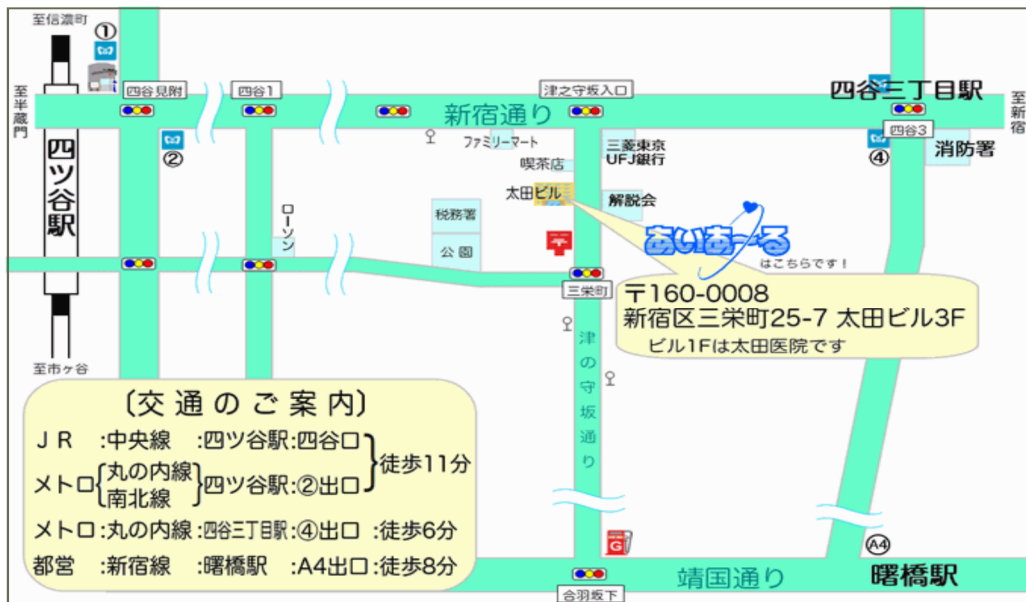 至信濃町
①
四谷見附
四谷1
津之守坂入口
四谷三丁目駅
至半蔵門
新宿通り
至新宿
四谷3
②
ファミリーマート
三菱東京
UFJ銀行
④
消防署
四ツ谷駅
喫茶店
太田ビル
解説会
ローソン
税務署
公園
〒
あいあ〜る
はこちらです！
三栄町
〒160-0008
新宿区三栄町25-7 太田ビル3F
ビル1Fは太田医院です
至市ヶ谷
津の守坂通り
〔交通のご案内〕
JR :中央線 :四ツ谷駅:四谷口
メトロ{丸の内線 南北線}四ツ谷駅:②出口
}徒歩11分
メトロ:丸の内線:四谷三丁目駅:④出口:徒歩6分
都営 :新宿線 :曙橋駅 :A4出口:徒歩8分
G
A4
靖国通り
曙橋駅
合羽坂下